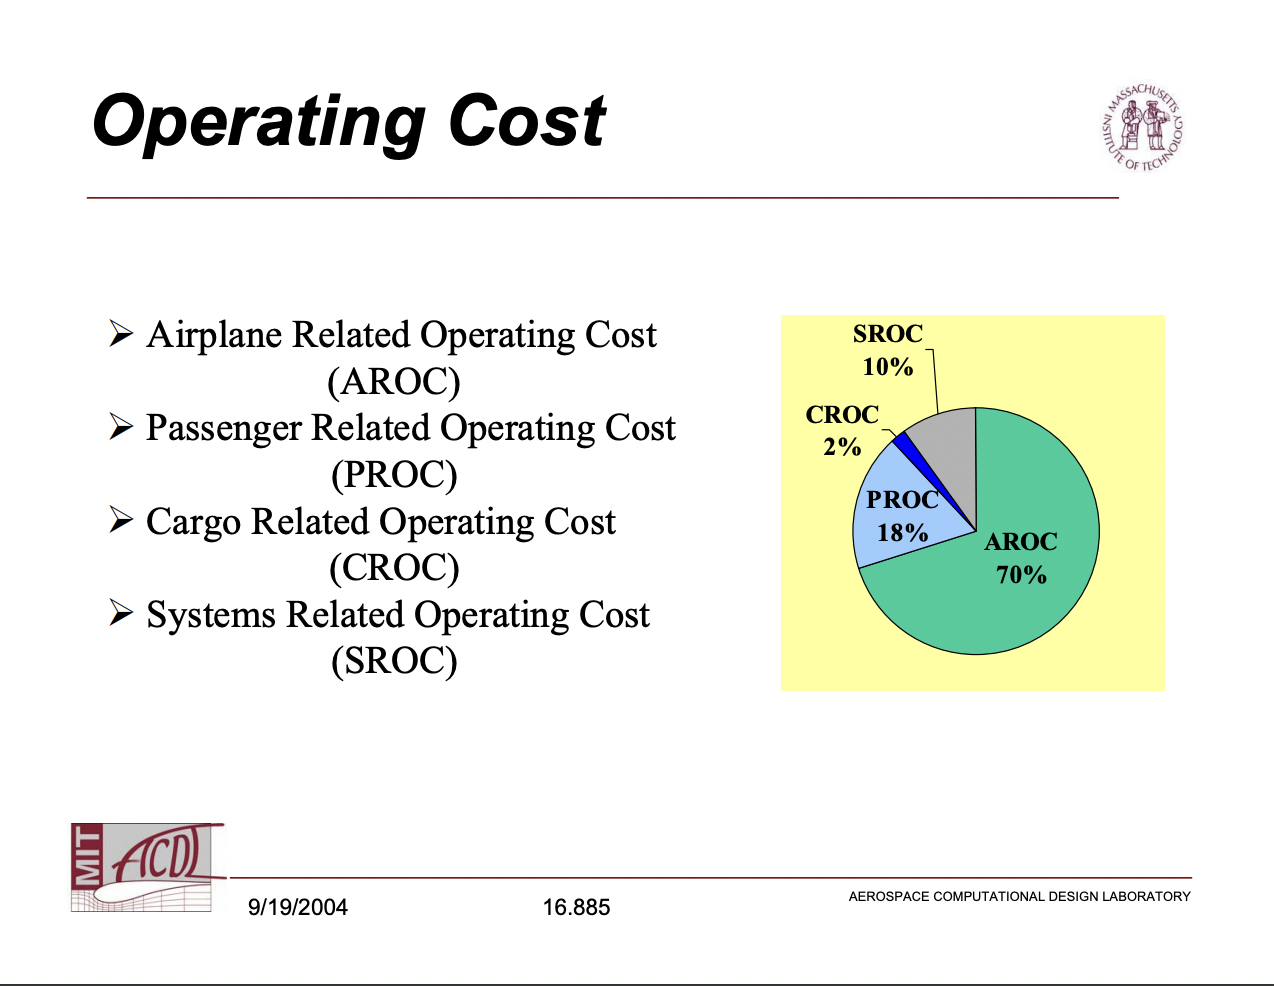 Operating Cost
MASSACHUSETTS INSTITUTE OF TECHNOLOGY
➢ Airplane Related Operating Cost
(AROC)
➢ Passenger Related Operating Cost
(PROC)
➢ Cargo Related Operating Cost
(CROC)
➢ Systems Related Operating Cost
(SROC)
SROC
10%
CROC
2%
PROC
18%
AROC
70%
MIT
ACDL
9/19/2004
16.885
AEROSPACE COMPUTATIONAL DESIGN LABORATORY